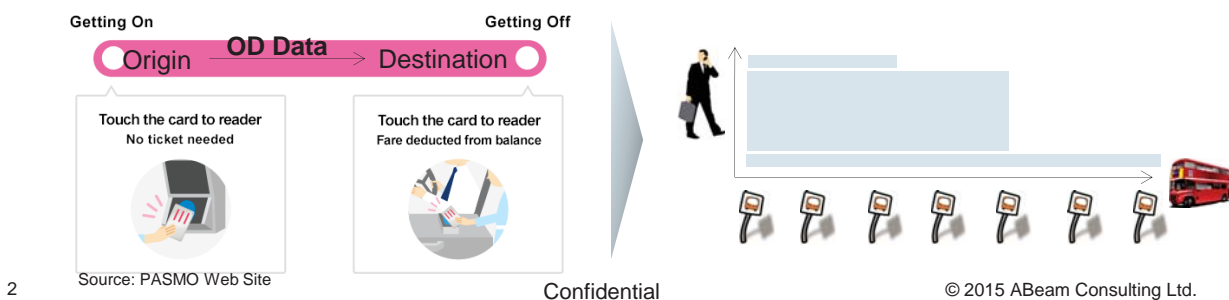 Getting On
Getting Off
OD Data
Origin
Destination
Touch the card to reader
No ticket needed
Touch the card to reader
Fare deducted from balance
Source: PASMO Web Site
2
Confidential
© 2015 ABeam Consulting Ltd.